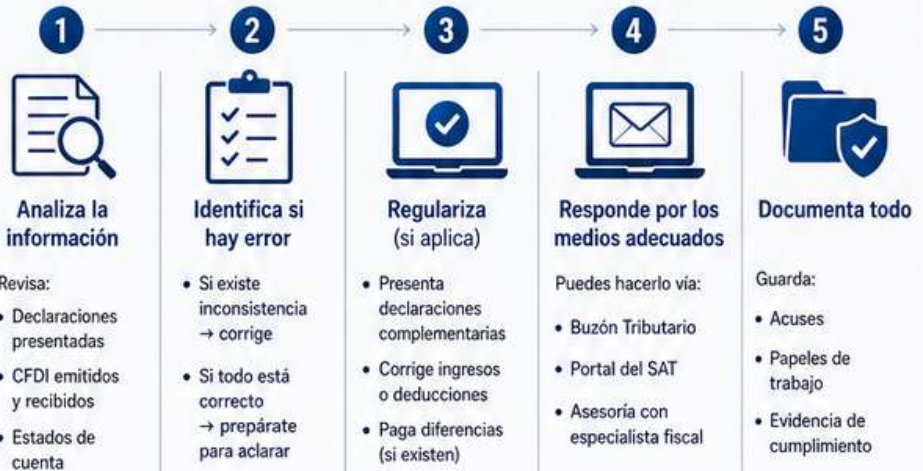 1
2
3
4
5
Analiza la
información
Revisa:
• Declaraciones
presentadas
• CFDI emitidos
y recibidos
• Estados de
cuenta
Identifica si
hay error
• Si existe
inconsistencia
→ corrige
• Si todo está
correcto
→ prepárate
para aclarar
Regulariza
(si aplica)
• Presenta
declaraciones
complementarias
• Corrige ingresos
o deducciones
• Paga diferencias
(si existen)
Responde por los
medios adecuados
Puedes hacerlo vía:
• Buzón Tributario
• Portal del SAT
• Asesoría con
especialista fiscal
Documenta todo
Guarda:
• Acuses
• Papeles de
trabajo
• Evidencia de
cumplimiento